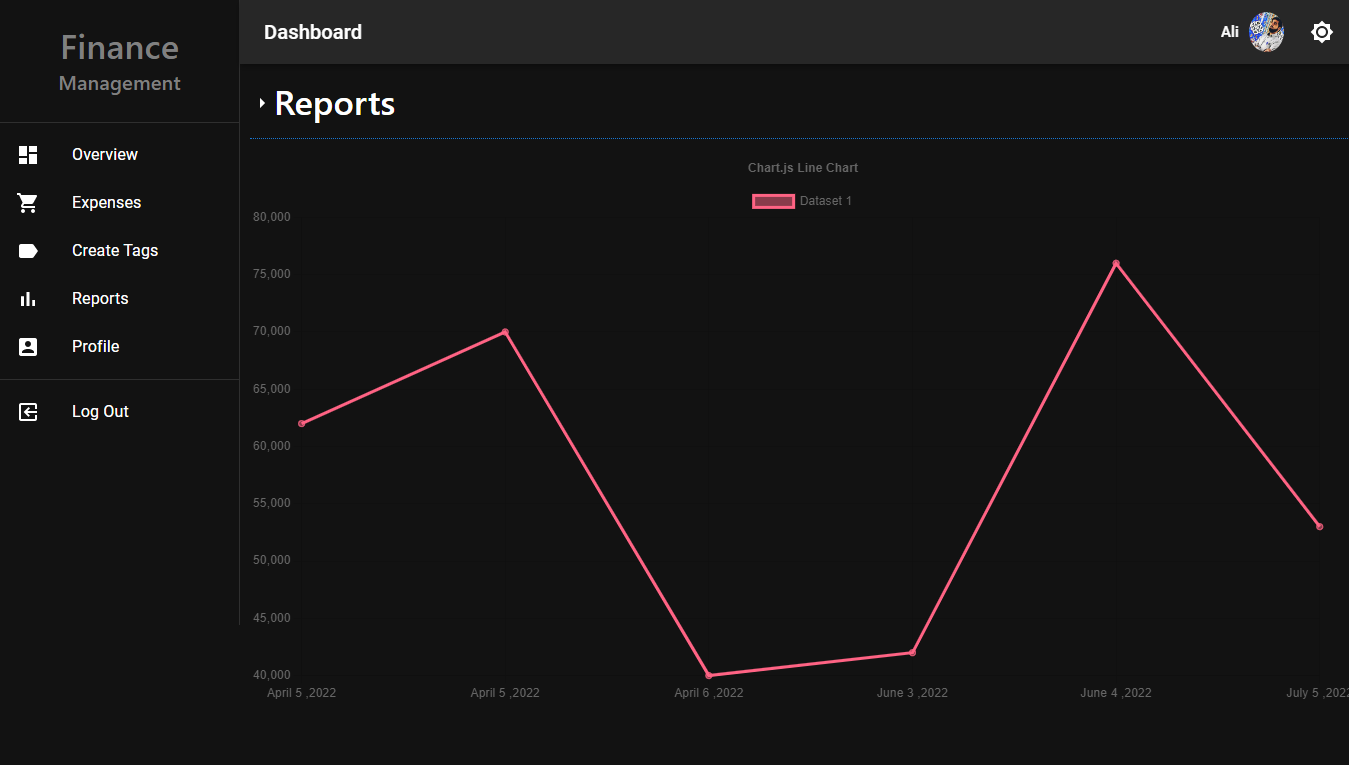 Finance
Management
Overview
Expenses
Create Tags
Reports
Profile
Log Out
Dashboard
Ali
Reports
Chart.js Line Chart
Dataset 1
80,000
75,000
70,000
65,000
60,000
55,000
50,000
45,000
40,000
April 5 ,2022 April 5 ,2022 April 6 ,2022 June 3 ,2022 June 4 ,2022 July 5 ,2022